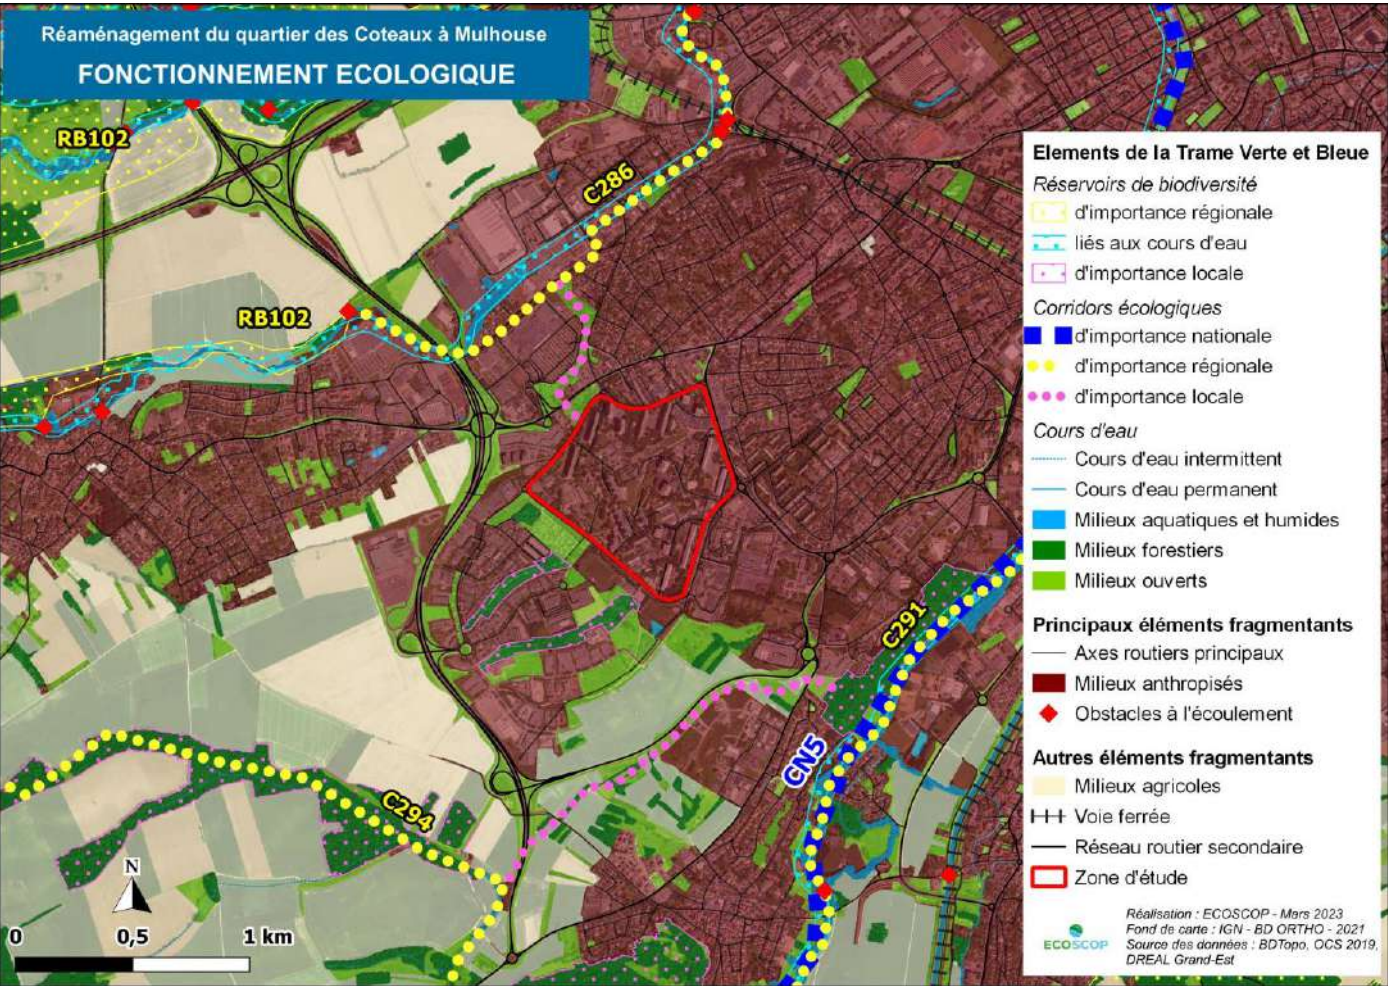 Réaménagement du quartier des Coteaux à Mulhouse
FONCTIONNEMENT ECOLOGIQUE
RB102
C286
RB102
C291
CN5
C294
N
0 0,5 1 km
Elements de la Trame Verte et Bleue
Réservoirs de biodiversité
d'importance régionale
liés aux cours d'eau
d'importance locale
Corridors écologiques
d'importance nationale
d'importance régionale
d'importance locale
Cours d'eau
Cours d'eau intermittent
Cours d'eau permanent
Milieux aquatiques et humides
Milieux forestiers
Milieux ouverts
Principaux éléments fragmentants
Axes routiers principaux
Milieux anthropisés
Obstacles à l'écoulement
Autres éléments fragmentants
Milieux agricoles
Voie ferrée
Réseau routier secondaire
Zone d'étude
ECOSCOP
Réalisation : ECOSCOP - Mars 2023
Fond de carte : IGN - BD ORTHO - 2021
Source des données : BDTopo, OCS 2019,
DREAL Grand-Est